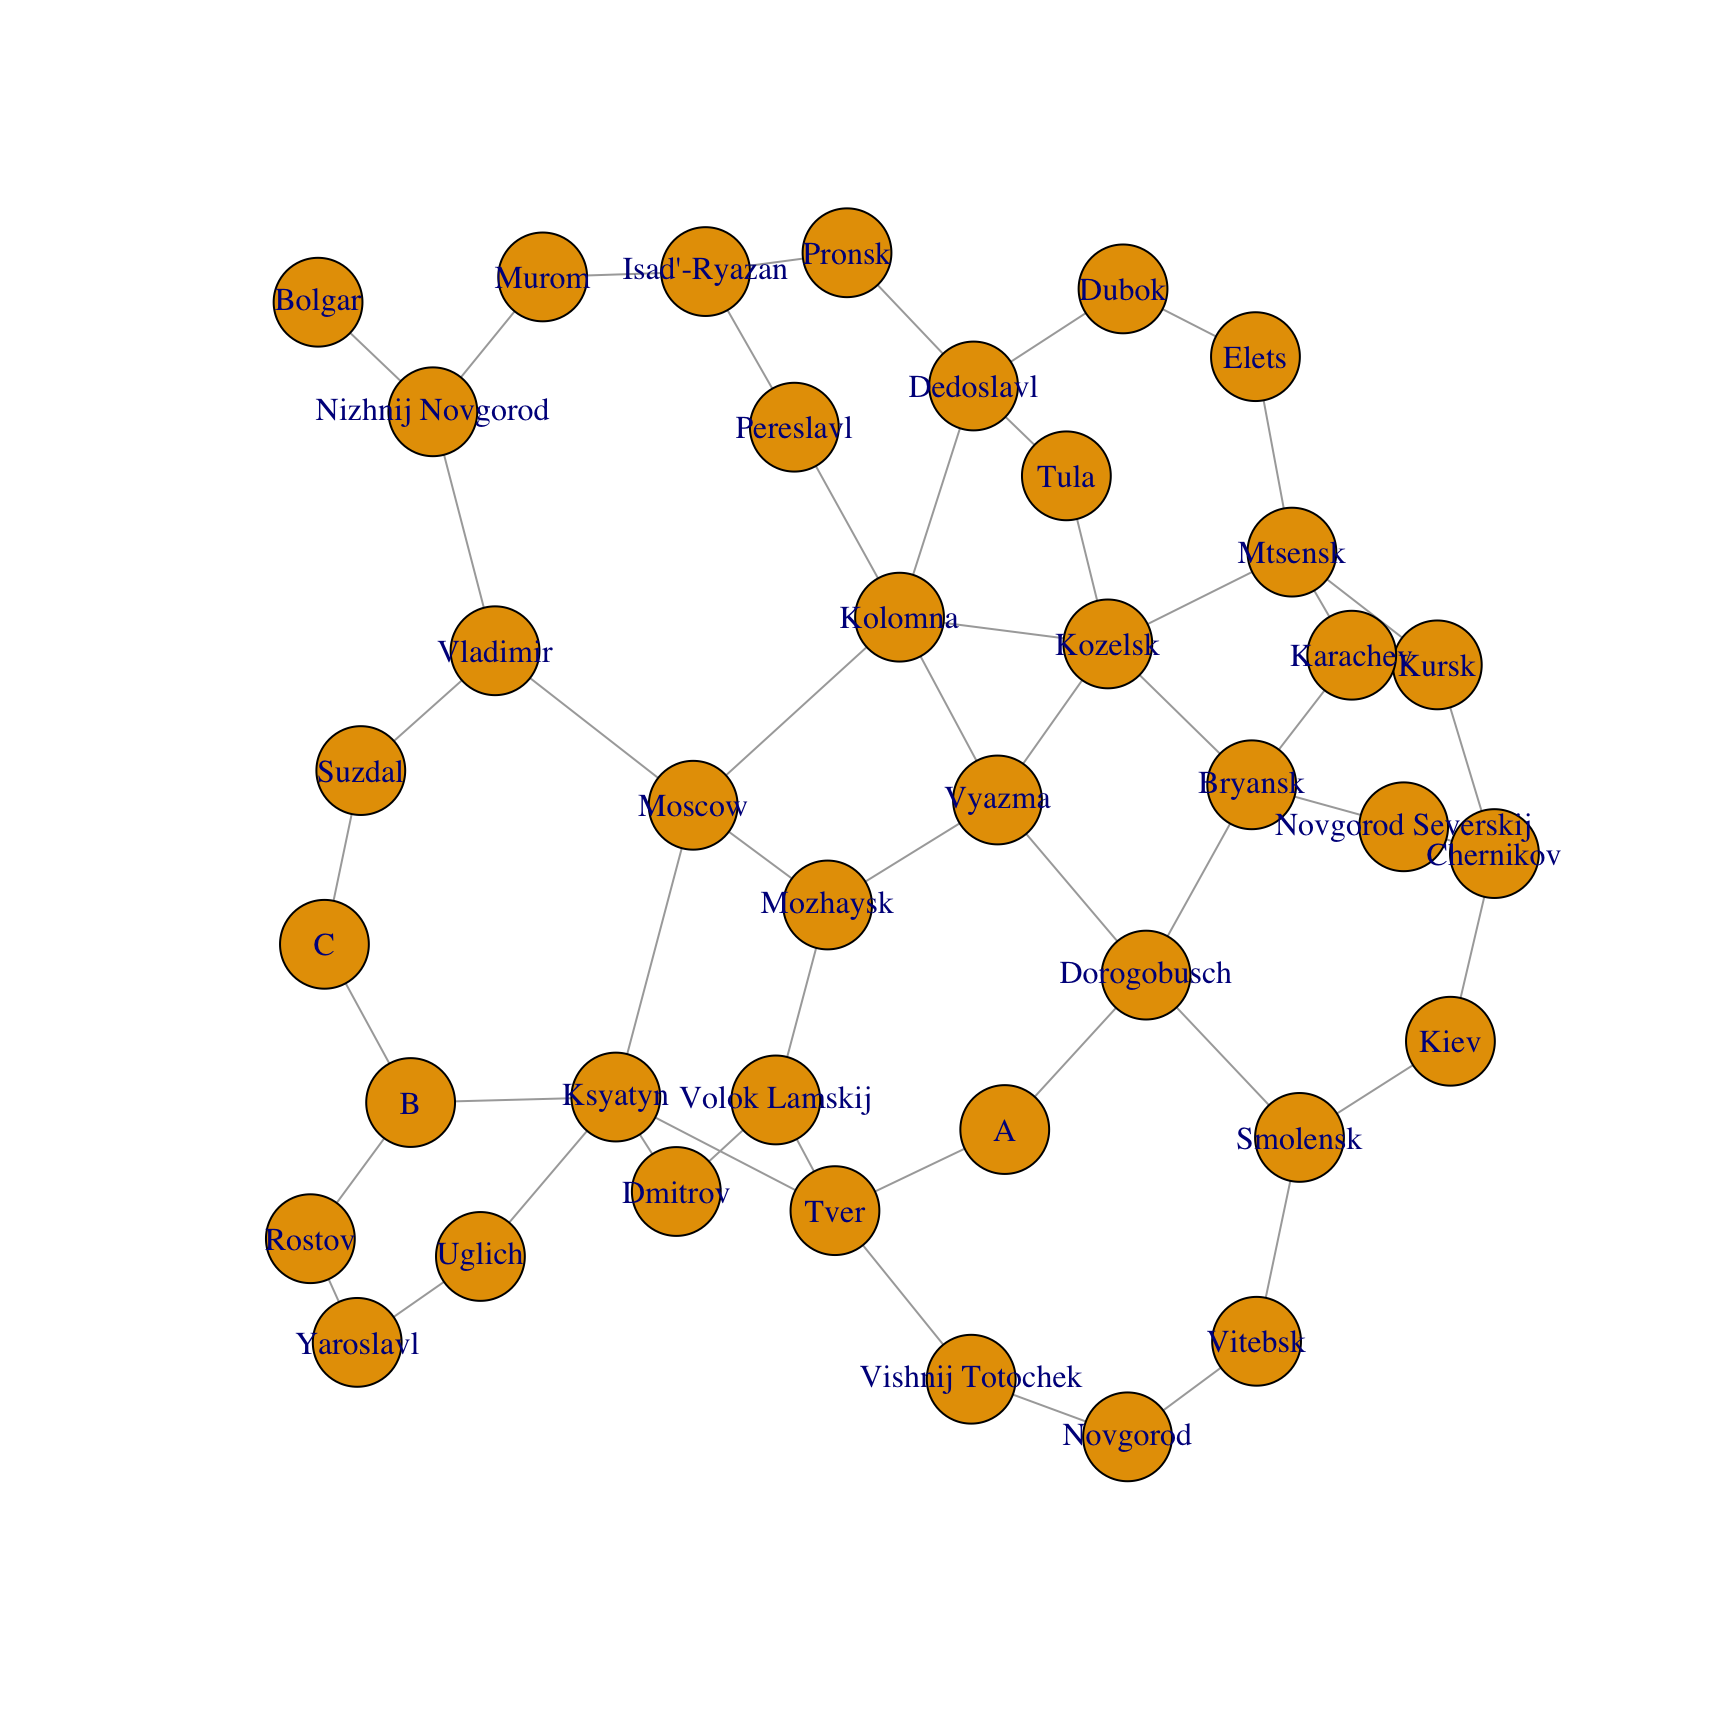 Pronsk
Isad'-Ryazan
Murom
Dubok
Bolgar
Elets
Dedoslavl
Nizhnij Novgorod
Pereslavl
Tula
Mtsensk
Kolomna
Kozelsk
Vladimir
Karachev
Kursk
Suzdal
Bryansk
Vyazma
Moscow
Novgorod Severskij
Chernikov
Mozhaysk
C
Dorogobusch
Kiev
Ksyatyn
Volok Lamskij
B
A
Smolensk
Dmitrov
Tver
Rostov
Uglich
Yaroslavl
Vitebsk
Vishnij Totochek
Novgorod